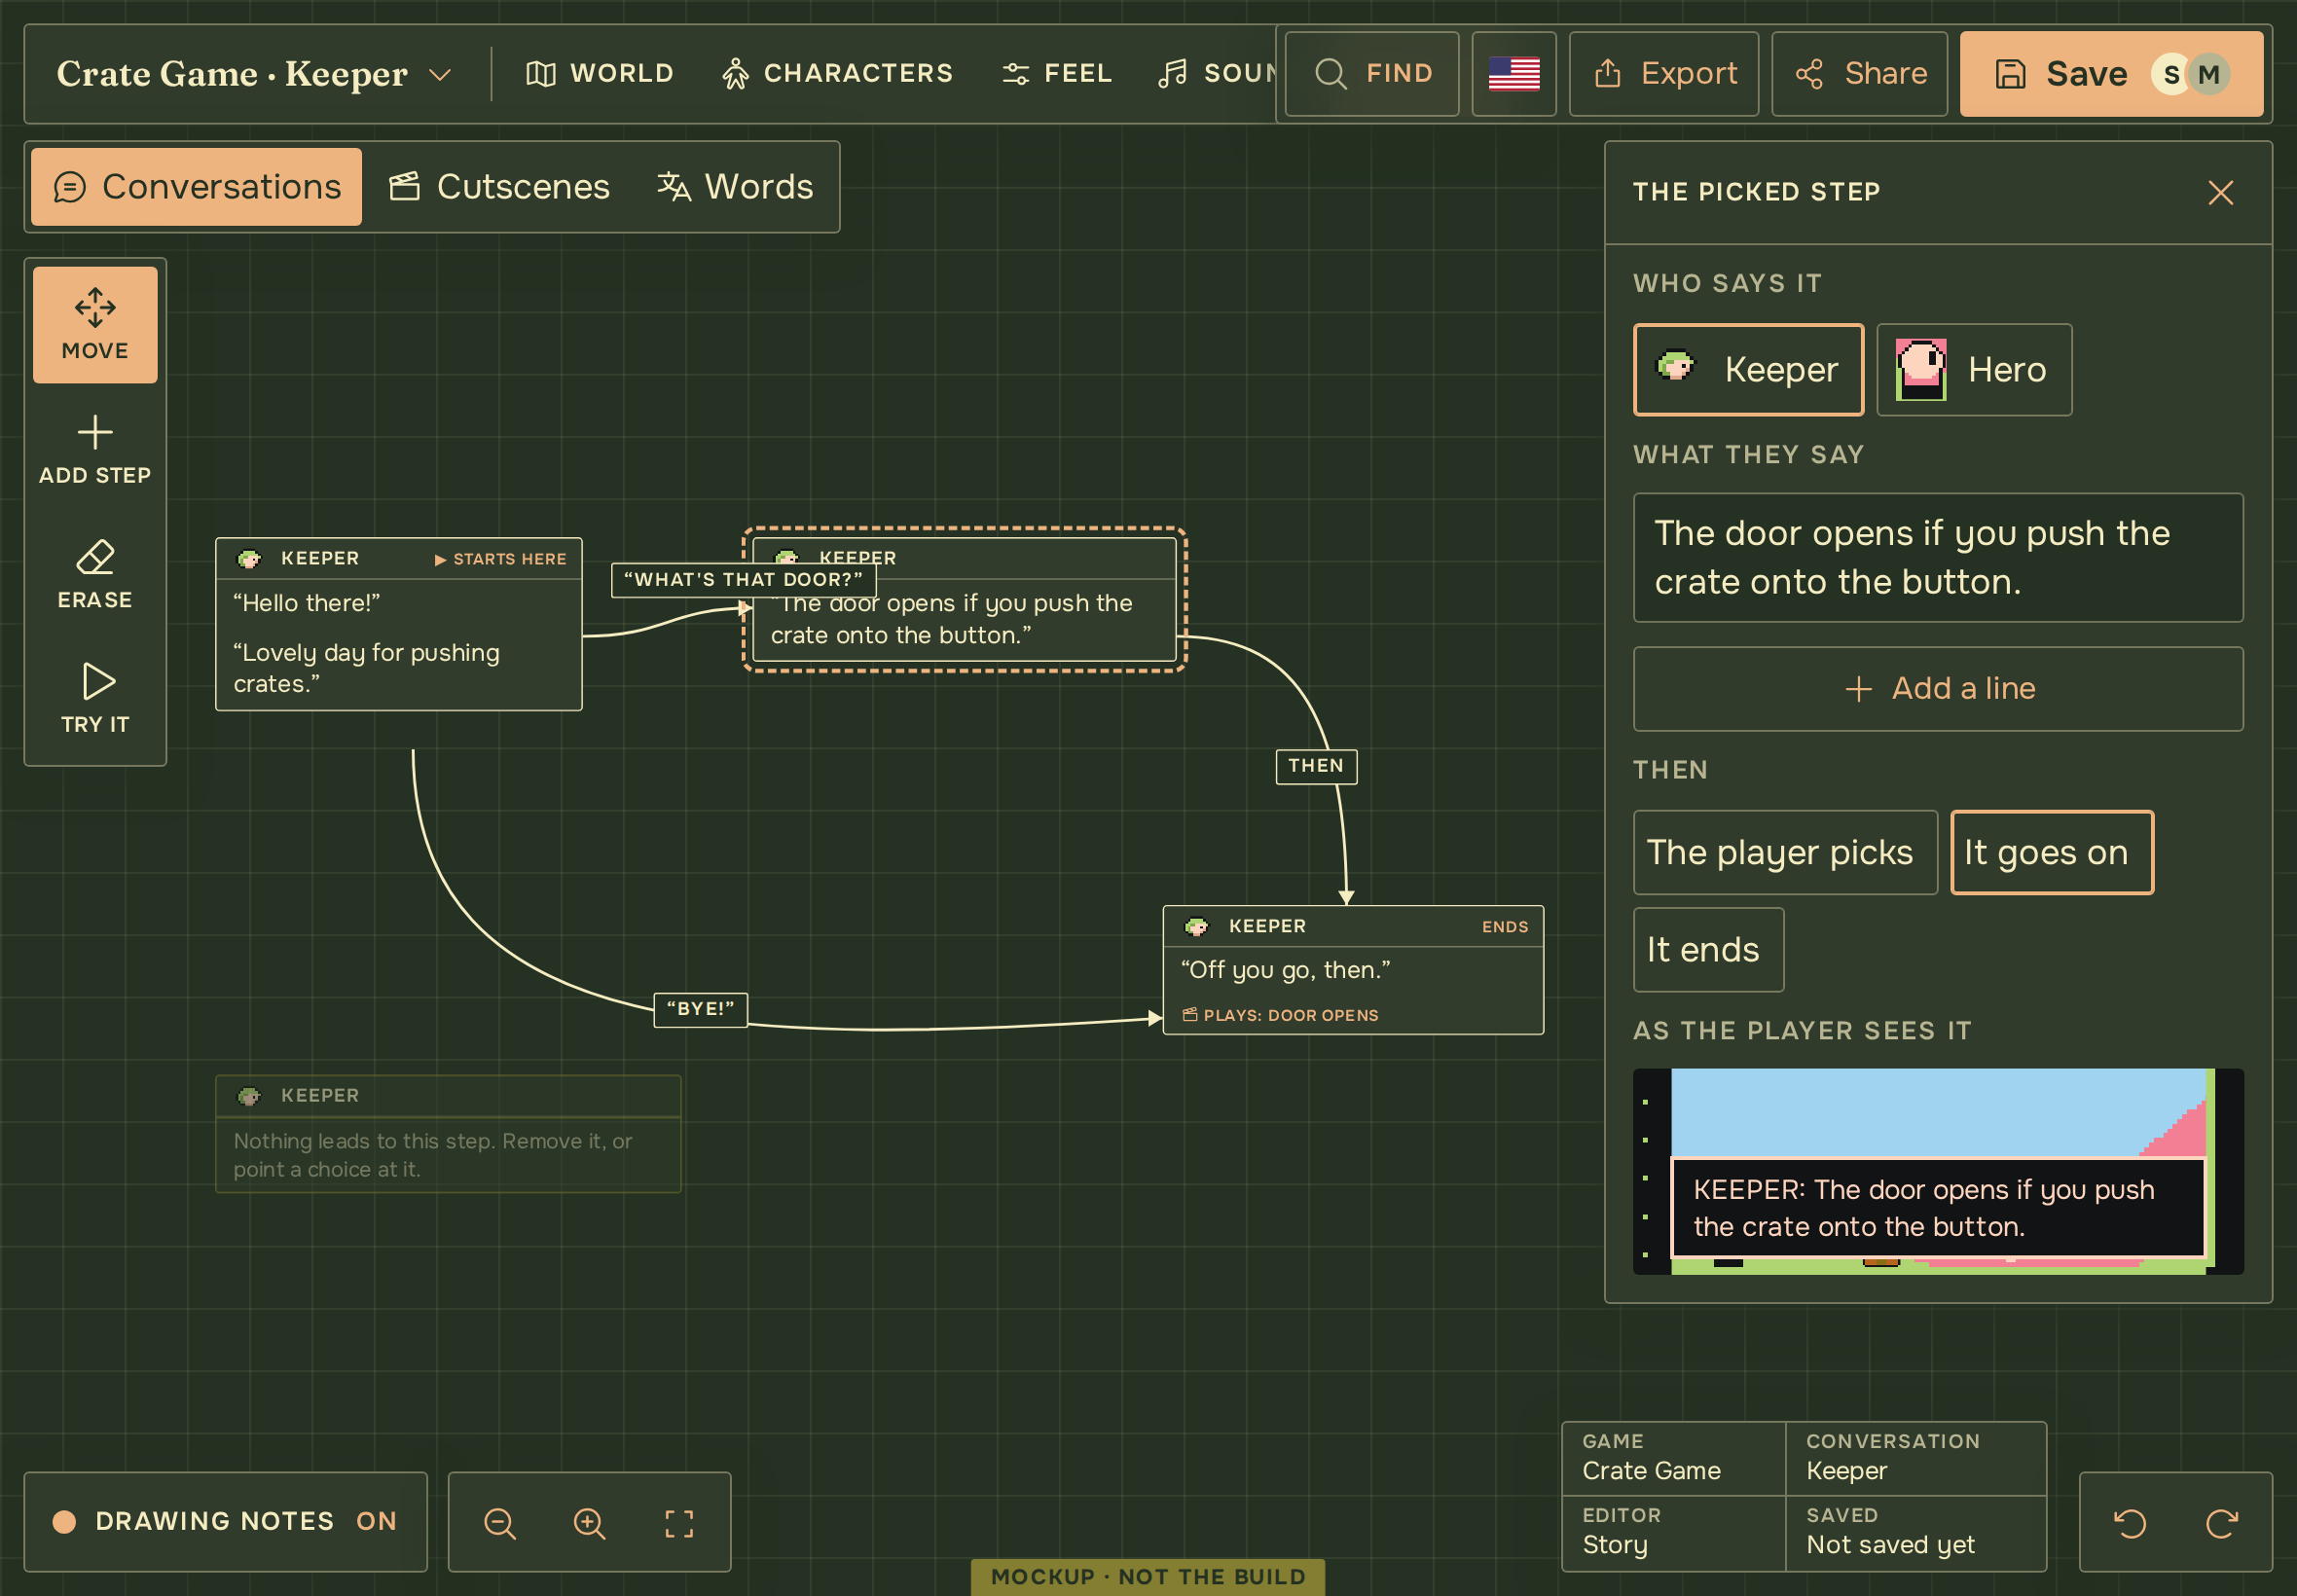 Crate Game · Keeper
WORLD
CHARACTERS
FEEL
SOUN
FIND
Export
Share
Save
S
M
Conversations
Cutscenes
Words
MOVE
ADD STEP
ERASE
TRY IT
KEEPER
▶ STARTS HERE
“Hello there!”
“Lovely day for pushing
crates.”
“WHAT'S THAT DOOR?”
KEEPER
“The door opens if you push the
crate onto the button.”
THEN
“BYE!”
KEEPER
ENDS
“Off you go, then.”
PLAYS: DOOR OPENS
KEEPER
Nothing leads to this step. Remove it, or
point a choice at it.
THE PICKED STEP
WHO SAYS IT
Keeper
Hero
WHAT THEY SAY
The door opens if you push the
crate onto the button.
Add a line
THEN
The player picks
It goes on
It ends
AS THE PLAYER SEES IT
KEEPER: The door opens if you push
the crate onto the button.
DRAWING NOTES ON
GAME
Crate Game
CONVERSATION
Keeper
EDITOR
Story
SAVED
Not saved yet
MOCKUP · NOT THE BUILD